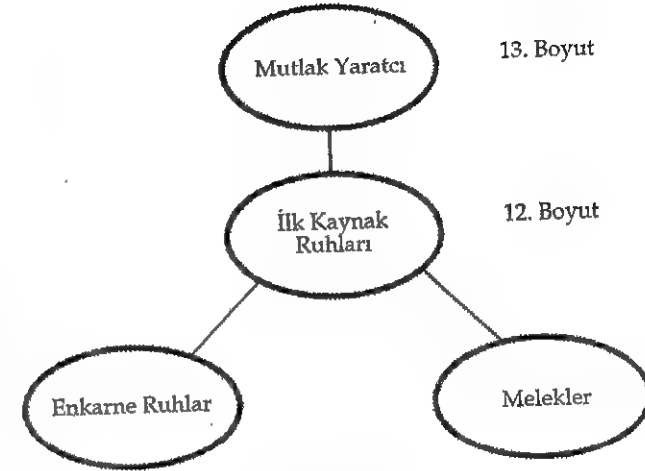 Mutlak Yaratcı
13. Boyut
İlk Kaynak
Ruhları
12. Boyut
Enkarne Ruhlar
Melekler